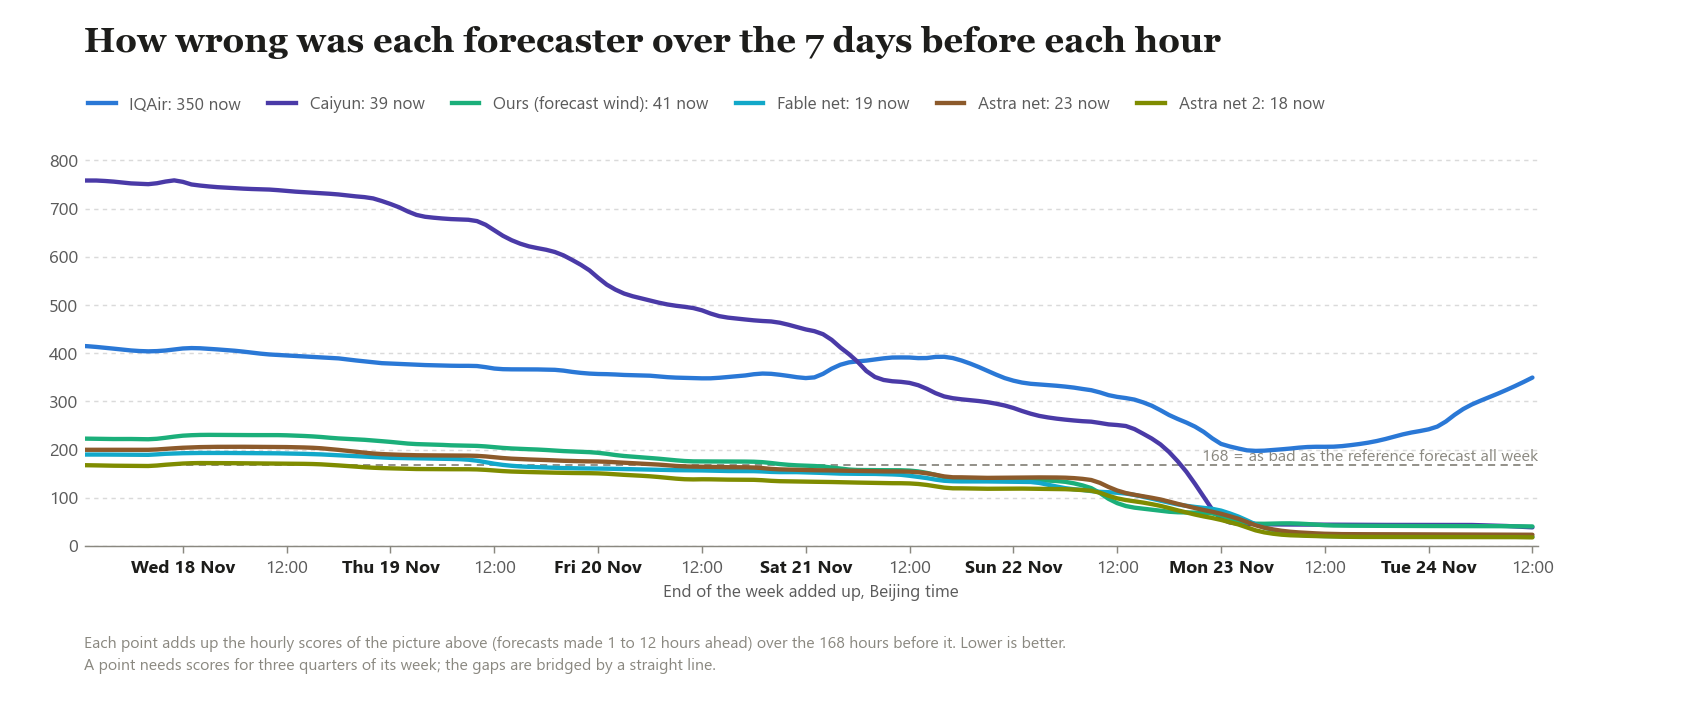 How wrong was each forecaster over the 7 days before each hour
IQAir: 350 now Caiyun: 39 now Ours (forecast wind): 41 now Fable net: 19 now Astra net: 23 now Astra net 2: 18 now
800
700
600
500
400
300
200
168 = as bad as the reference forecast all week
100
0
Wed 18 Nov 12:00 Thu 19 Nov 12:00 Fri 20 Nov 12:00 Sat 21 Nov 12:00 Sun 22 Nov 12:00 Mon 23 Nov 12:00 Tue 24 Nov 12:00
End of the week added up, Beijing time
Each point adds up the hourly scores of the picture above (forecasts made 1 to 12 hours ahead) over the 168 hours before it. Lower is better.
A point needs scores for three quarters of its week; the gaps are bridged by a straight line.